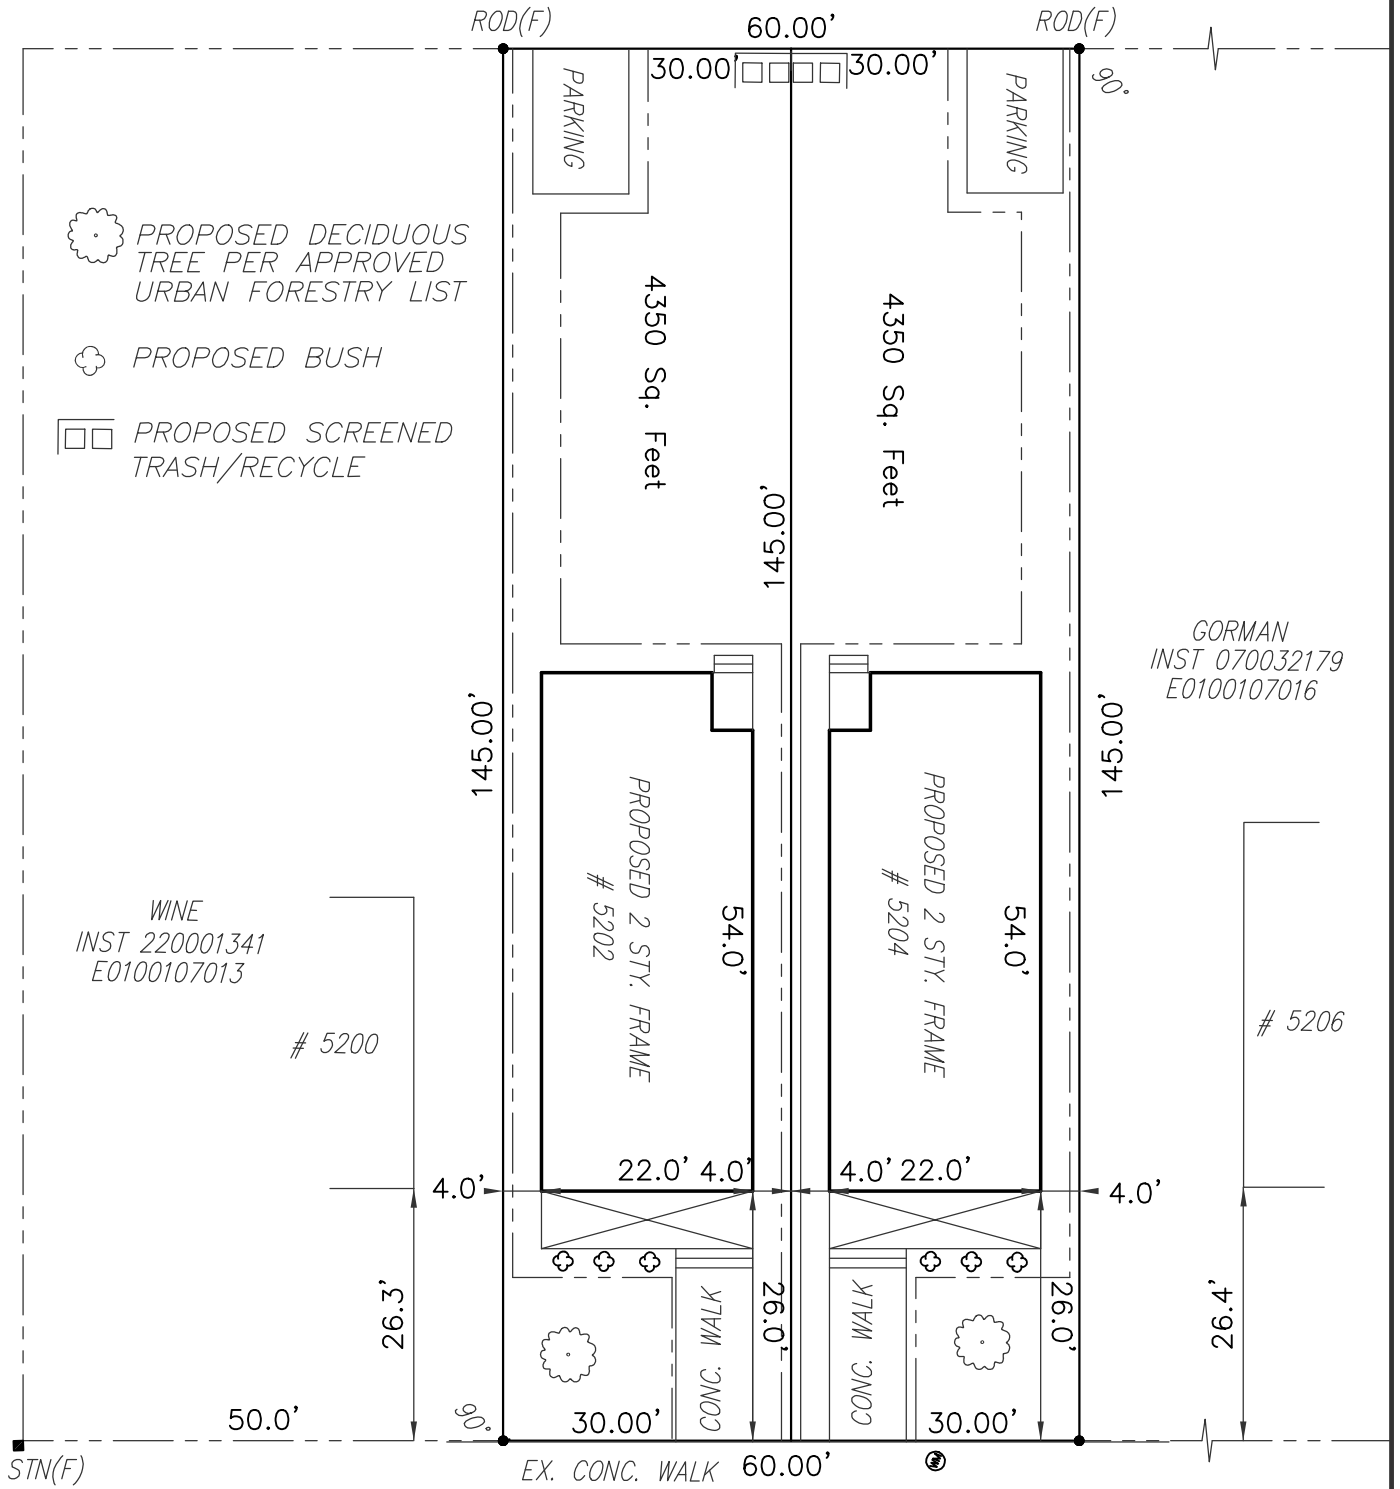 ROD(F)
60.00'
ROD(F)
30.00'
30.00'
90°
PARKING
PARKING
PROPOSED DECIDUOUS
TREE PER APPROVED
URBAN FORESTRY LIST
PROPOSED BUSH
PROPOSED SCREENED
TRASH/RECYCLE
4350 Sq. Feet
4350 Sq. Feet
145.00'
GORMAN
INST 070032179
E0100107016
145.00'
145.00'
WINE
INST 220001341
E0100107013
# 5200
PROPOSED 2 STY. FRAME
# 5202
54.0'
PROPOSED 2 STY. FRAME
# 5204
54.0'
# 5206
4.0'
22.0'
4.0'
4.0'
22.0'
4.0'
26.3'
CONC. WALK
26.0'
CONC. WALK
26.0'
26.4'
50.0'
90°
30.00'
30.00'
STN(F)
EX. CONC. WALK
60.00'